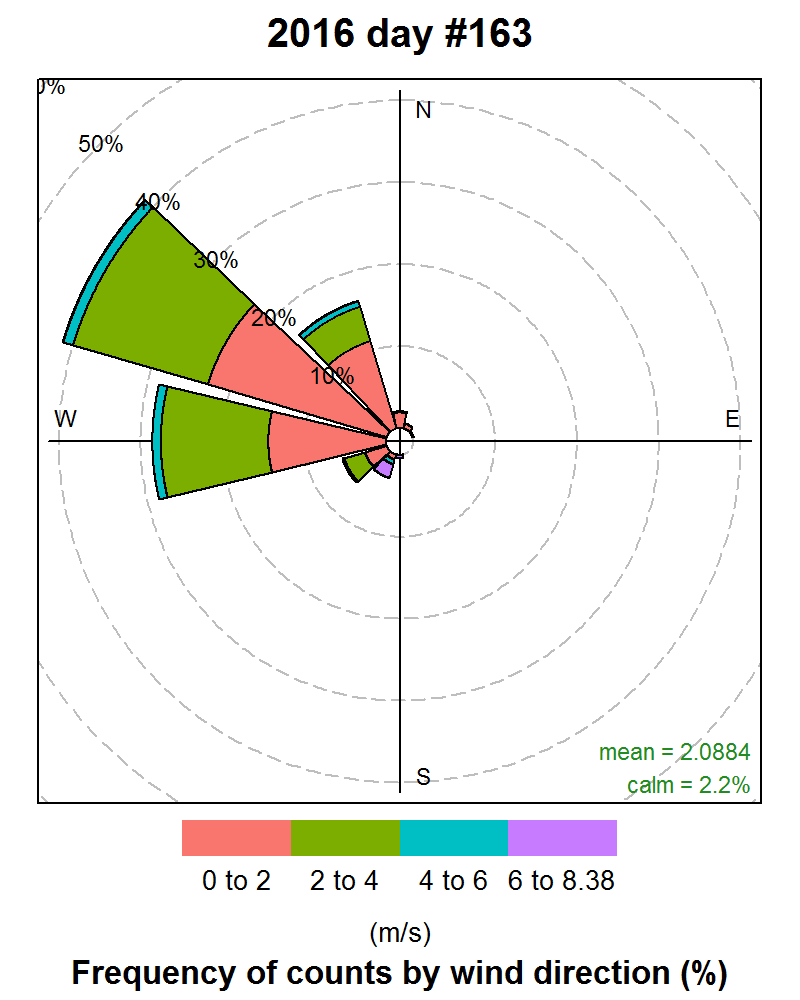 2016 day #163
0%
N
50%
40%
30%
20%
10%
W
E
S
mean = 2.0884
calm = 2.2%
0 to 2 2 to 4 4 to 6 6 to 8.38
(m/s)
Frequency of counts by wind direction (%)